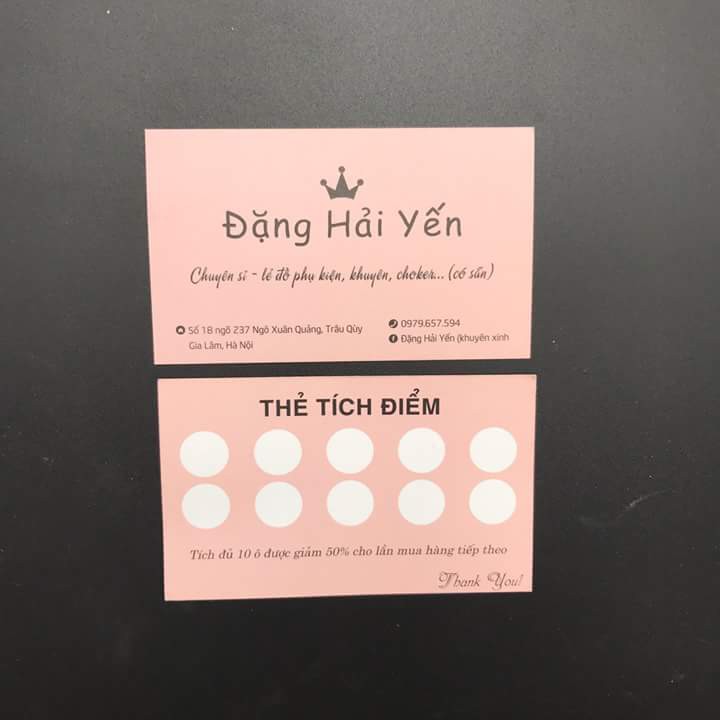 Đặng Hải Yến
Chuyên sỉ - lẻ đồ phụ kiện, khuyên, choker... (có sẵn)
Số 18 ngõ 237 Ngô Xuân Quảng, Trâu Qùy
Gia Lâm, Hà Nội
0979.657.594
Đặng Hải Yến (khuyên xinh
THẺ TÍCH ĐIỂM
Tích đủ 10 ô được giảm 50% cho lần mua hàng tiếp theo
Thank You!